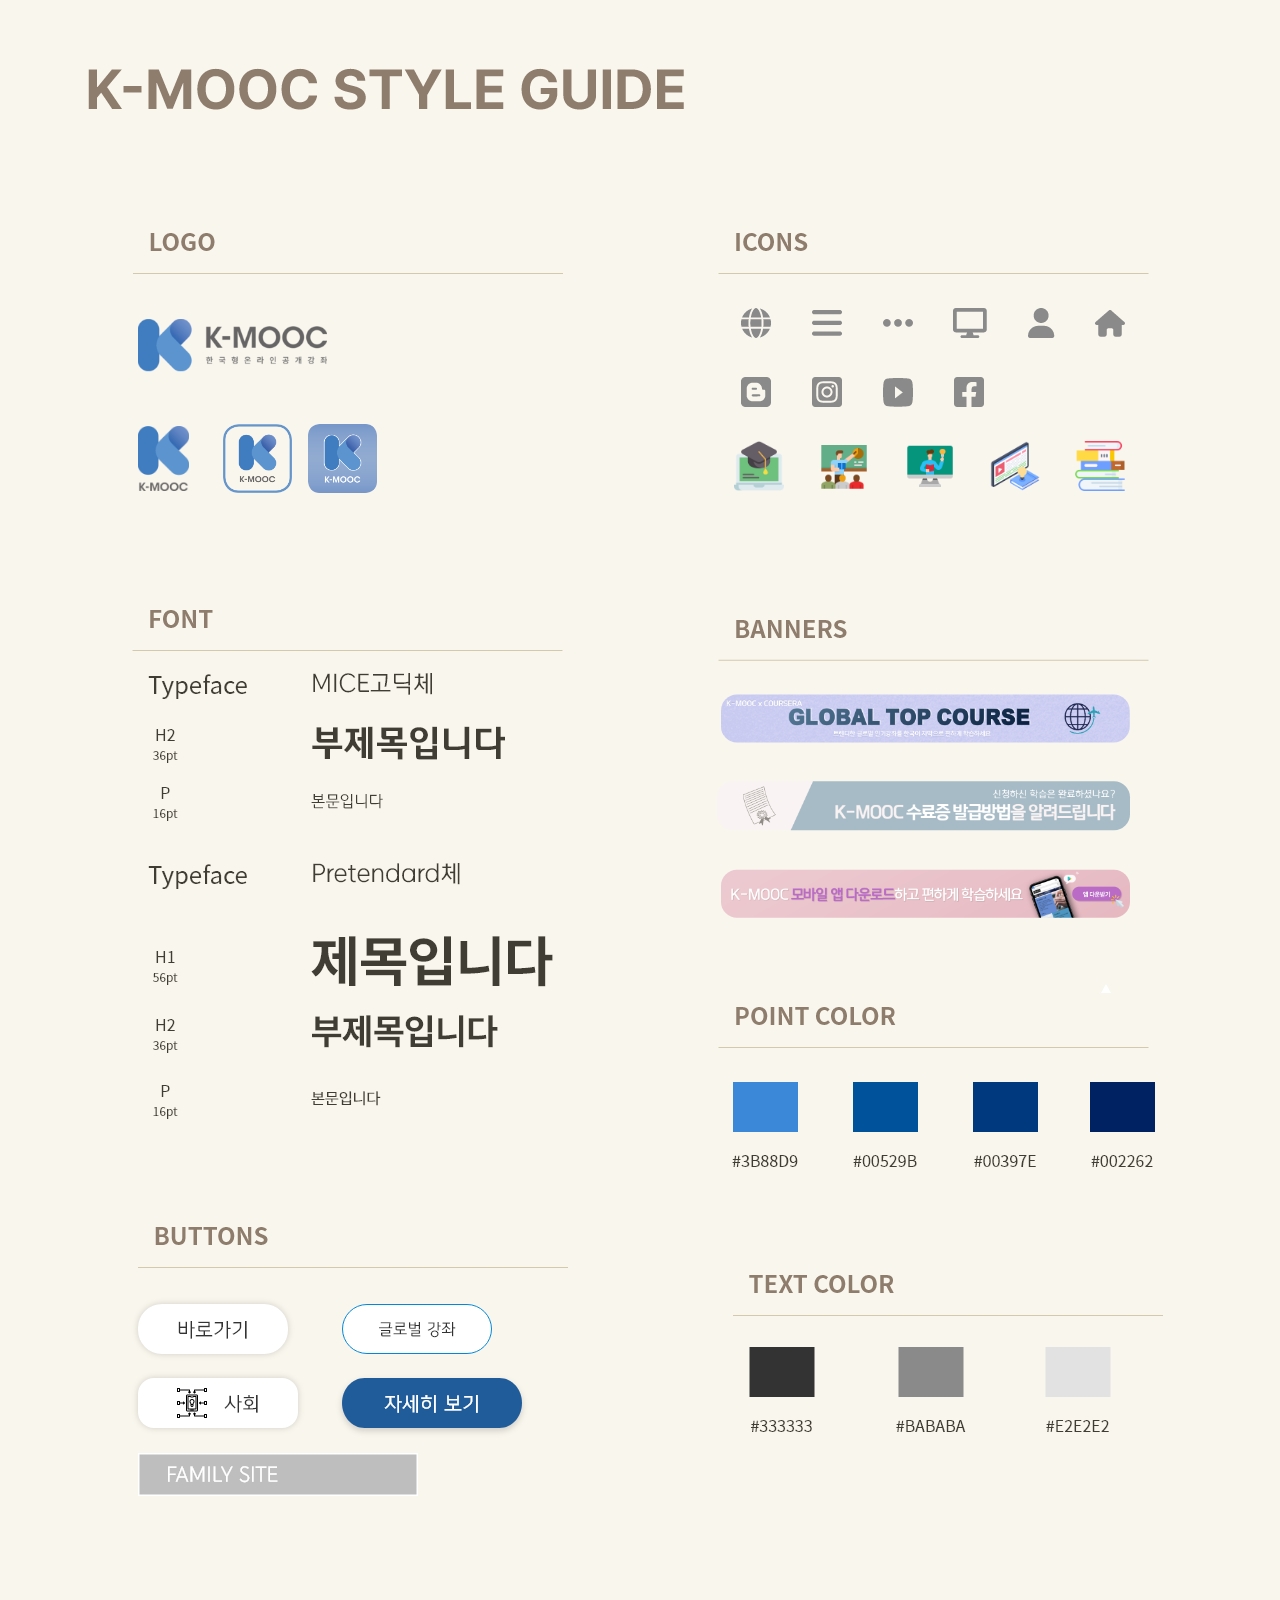 K-MOOC STYLE GUIDE
LOGO
K-MOOC
한국형온라인공개강좌
K-MOOC
K-MOOC
K-MOOC
ICONS
FONT
Typeface
MICE고딕체
H2
36pt
부제목입니다
P
16pt
본문입니다
Typeface
Pretendard체
H1
56pt
제목입니다
H2
36pt
부제목입니다
P
16pt
본문입니다
BUTTONS
바로가기
글로벌 강좌
사회
자세히 보기
FAMILY SITE
BANNERS
K-MOOC x COURSERA
GLOBAL TOP COURSE
신청하신 학습은 완료하셨나요?
K-MOOC 수료증 발급방법을 알려드립니다
K-MOOC 모바일 앱 다운로드하고 편하게 학습하세요
앱 다운받기
POINT COLOR
#3B88D9
#00529B
#00397E
#002262
TEXT COLOR
#333333
#BABABA
#E2E2E2